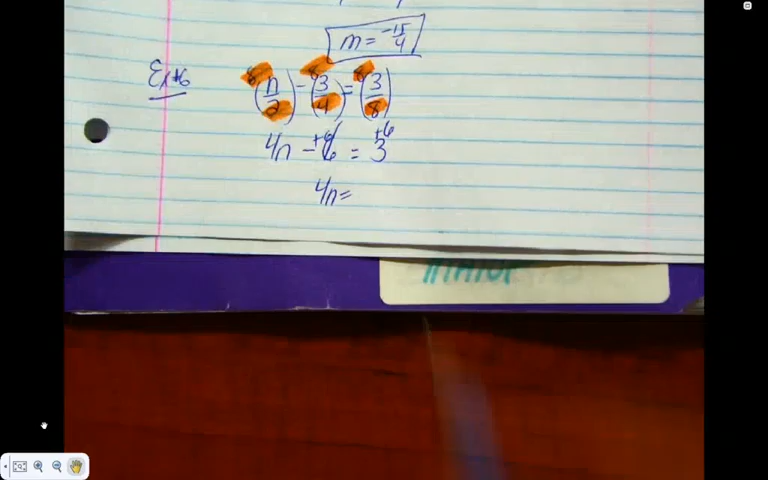 m = -15/4
Ex#6
8(n/2) - 8(3/4) = 8(3/8)
+6 +6
4n - 6 = 3
4n =